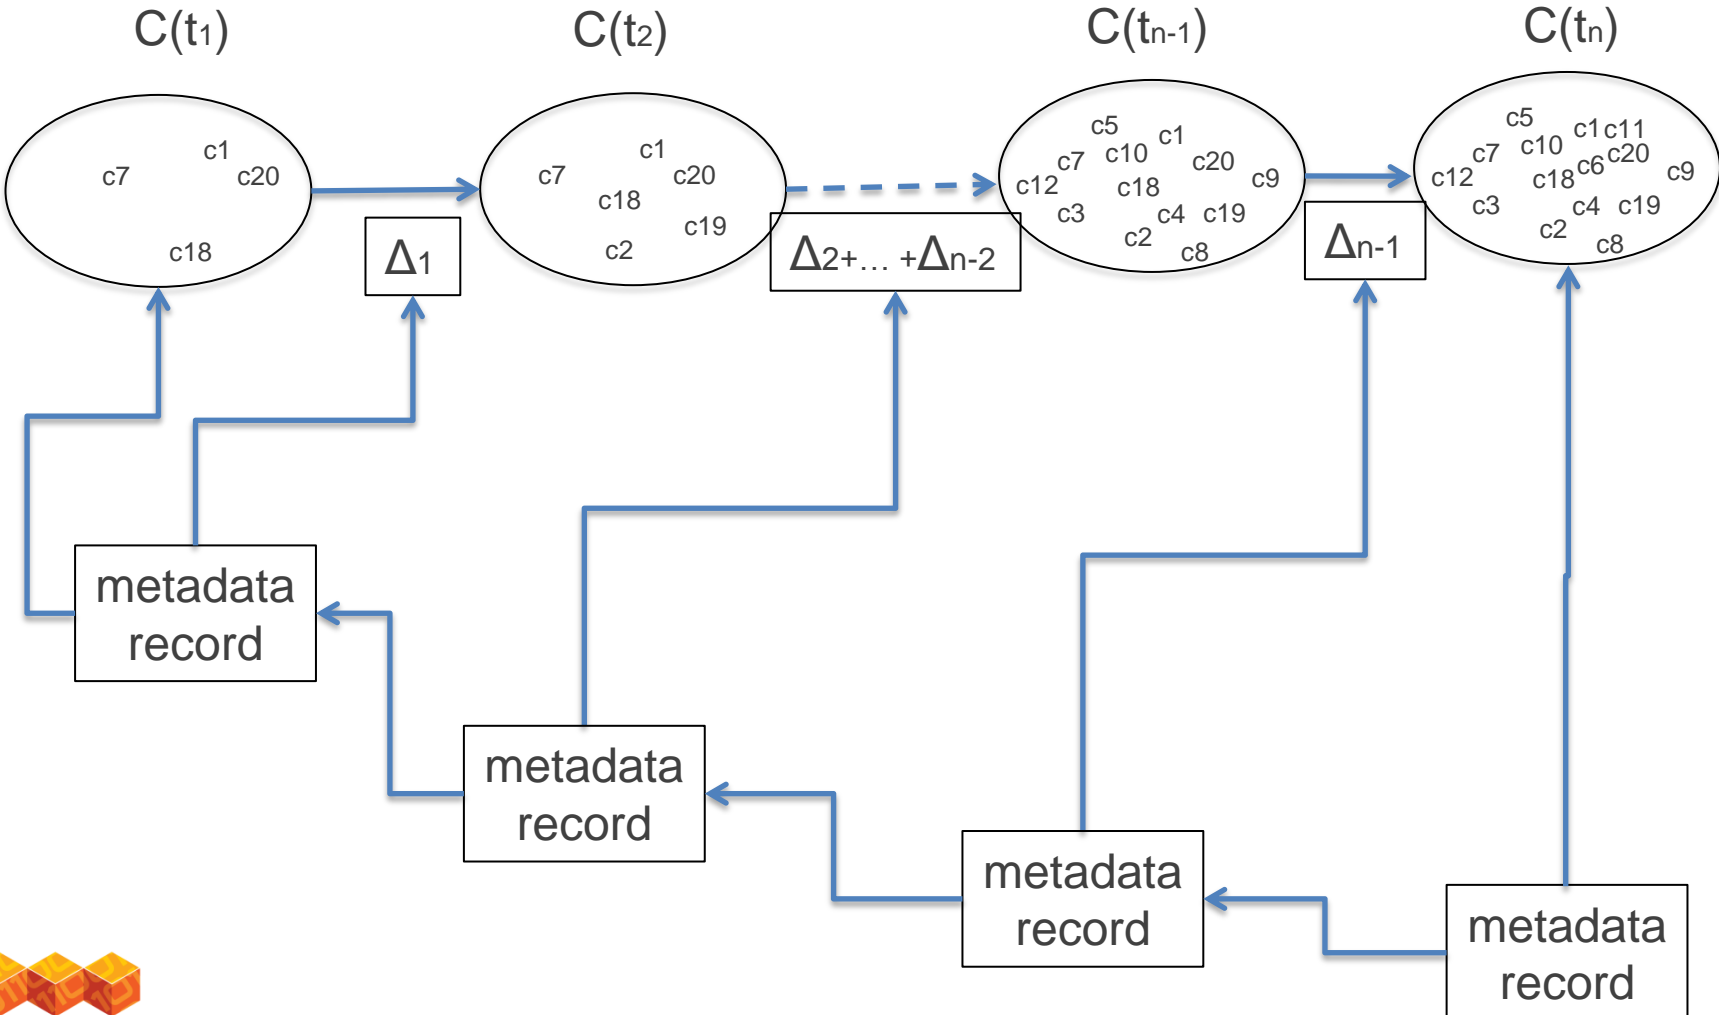 C(t1)
C(t2)
C(tn-1)
C(tn)
c1
c7
c20
c18
c1
c7
c20
c18
c19
c2
c5
c1
c10
c7
c20
c12
c18
c9
c3
c4
c19
c2
c8
c5
c1
c11
c10
c7
c20
c6
c12
c18
c9
c3
c4
c19
c2
c8
Δ1
Δ2+... +Δn-2
Δn-1
metadata
record
metadata
record
metadata
record
metadata
record